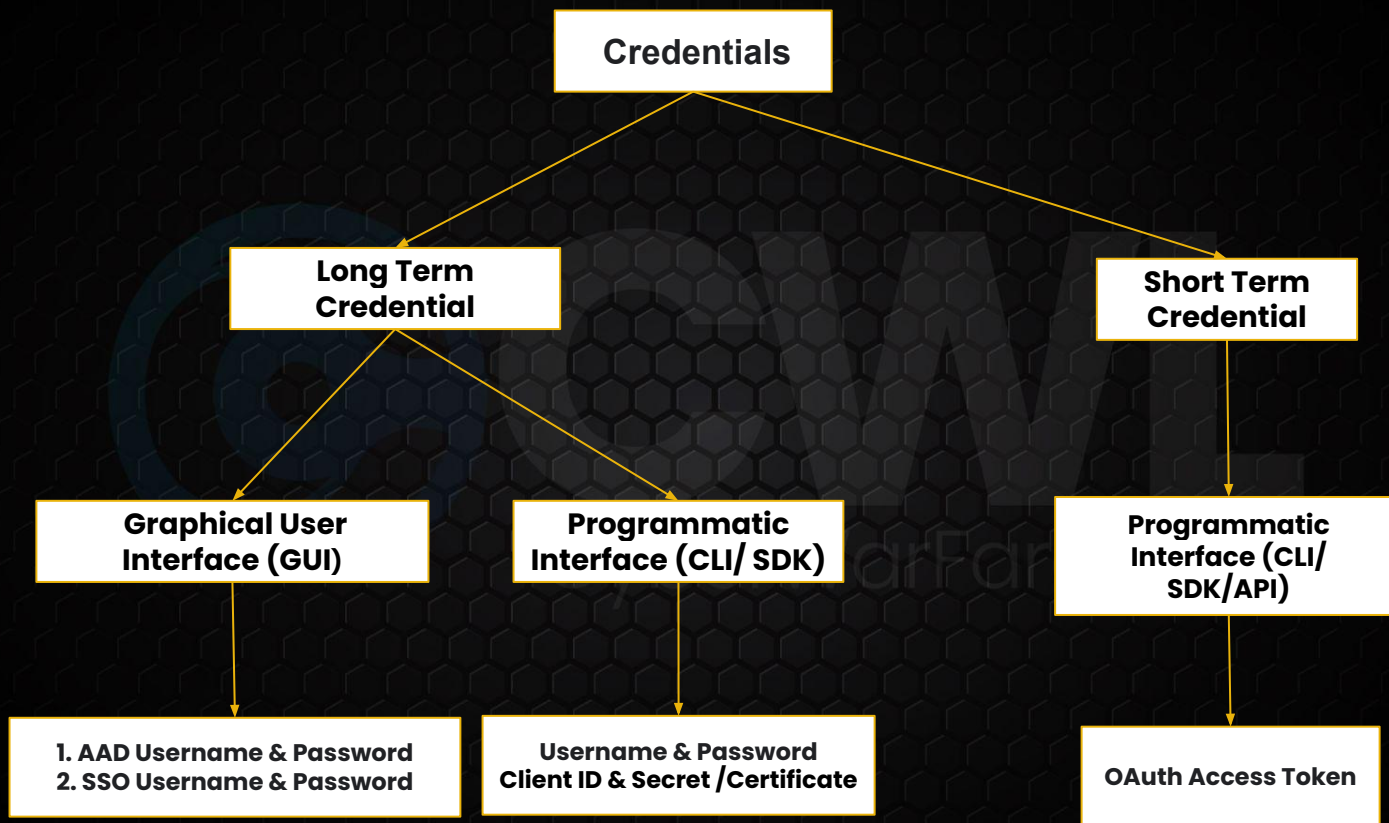 Credentials
Long Term
Credential
Short Term
Credential
Graphical User
Interface (GUI)
Programmatic
Interface (CLI/ SDK)
Programmatic
Interface (CLI/
SDK/API)
1. AAD Username & Password
2. SSO Username & Password
Username & Password
Client ID & Secret /Certificate
OAuth Access Token
CWL